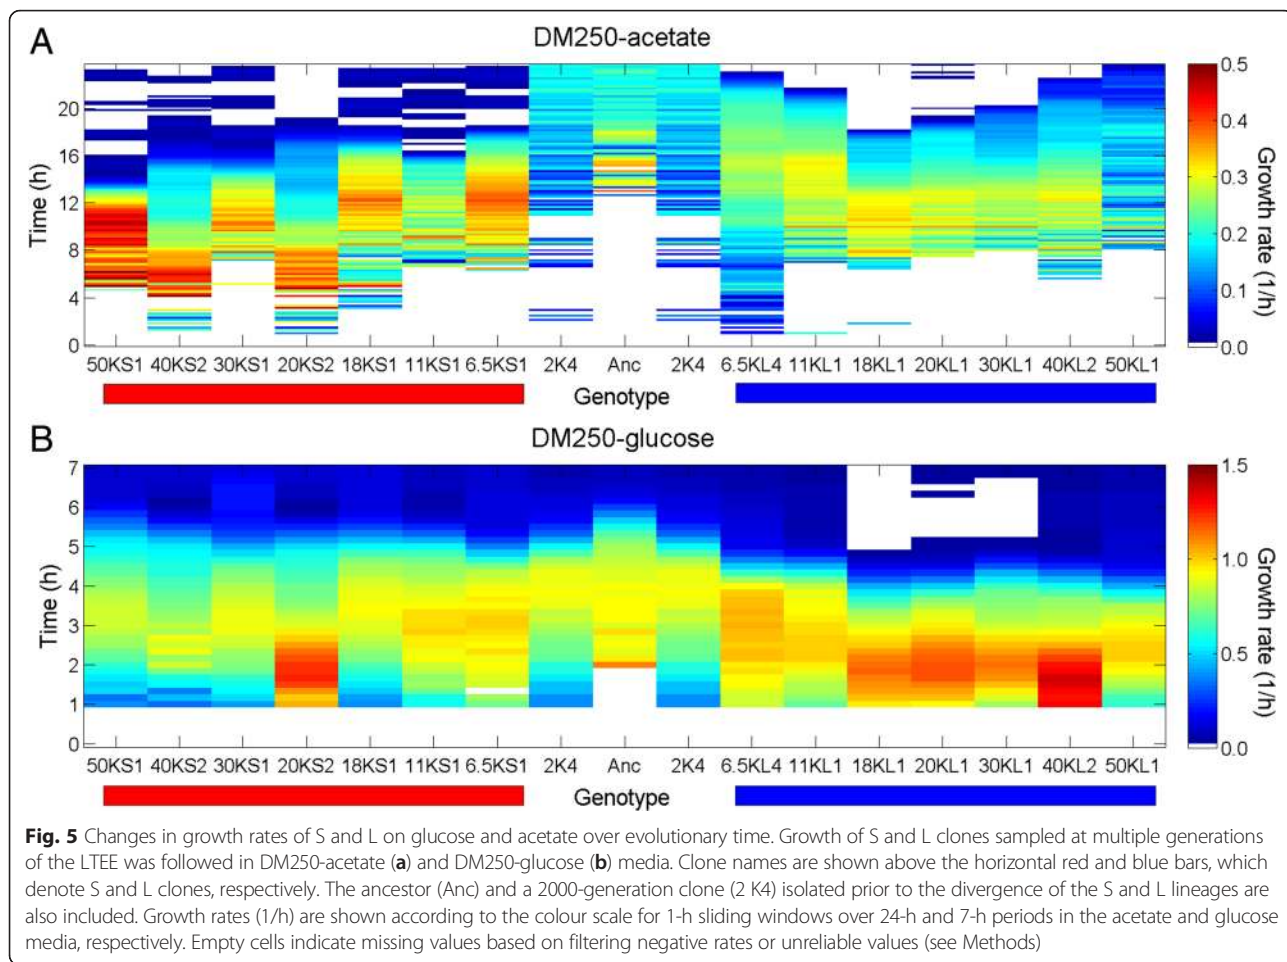 A
DM250-acetate
Time (h)
20
16
12
8
4
0
50KS1 40KS2 30KS1 20KS2 18KS1 11KS1 6.5KS1 2K4 Anc 2K4 6.5KL4 11KL1 18KL1 20KL1 30KL1 40KL2 50KL1
Genotype
0.5
0.4
0.3
0.2
0.1
0.0
Growth rate (1/h)
B
DM250-glucose
Time (h)
7
6
5
4
3
2
1
0
50KS1 40KS2 30KS1 20KS2 18KS1 11KS1 6.5KS1 2K4 Anc 2K4 6.5KL4 11KL1 18KL1 20KL1 30KL1 40KL2 50KL1
Genotype
1.5
1.0
0.5
0.0
Growth rate (1/h)
Fig. 5 Changes in growth rates of S and L on glucose and acetate over evolutionary time. Growth of S and L clones sampled at multiple generations
of the LTEE was followed in DM250-acetate (a) and DM250-glucose (b) media. Clone names are shown above the horizontal red and blue bars, which
denote S and L clones, respectively. The ancestor (Anc) and a 2000-generation clone (2 K4) isolated prior to the divergence of the S and L lineages are
also included. Growth rates (1/h) are shown according to the colour scale for 1-h sliding windows over 24-h and 7-h periods in the acetate and glucose
media, respectively. Empty cells indicate missing values based on filtering negative rates or unreliable values (see Methods)